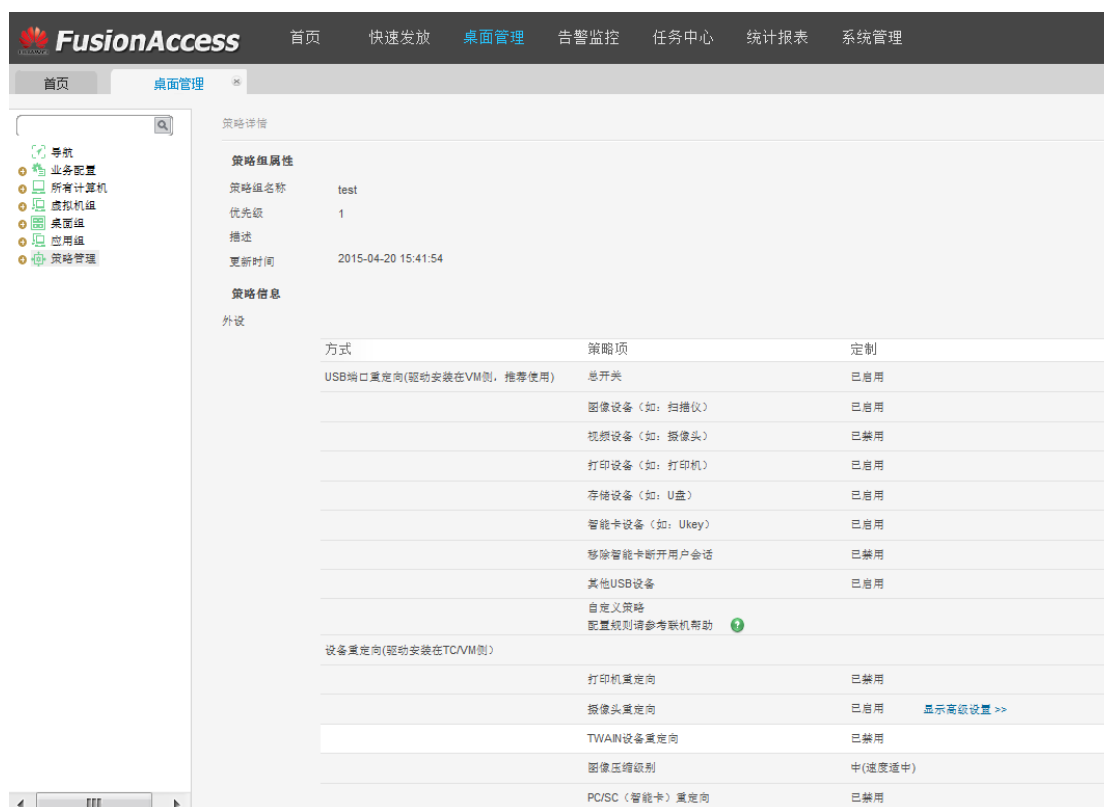 HUAWEI FusionAccess 首页 快速发放 桌面管理 告警监控 任务中心 统计报表 系统管理
首页 桌面管理
导航
业务配置
所有计算机
虚拟机组
桌面组
应用组
策略管理
策略详情
策略组属性
策略组名称 test
优先级 1
描述
更新时间 2015-04-20 15:41:54
策略信息
外设
方式 策略项 定制
USB端口重定向(驱动安装在VM侧，推荐使用) 总开关 已启用
图像设备（如：扫描仪） 已启用
视频设备（如：摄像头） 已禁用
打印设备（如：打印机） 已启用
存储设备（如：U盘） 已启用
智能卡设备（如：Ukey） 已启用
移除智能卡断开用户会话 已禁用
其他USB设备 已启用
自定义策略
配置规则请参考联机帮助 ?
设备重定向(驱动安装在TC/VM侧)
打印机重定向 已禁用
摄像头重定向 已启用 显示高级设置 >>
TWAIN设备重定向 已禁用
图像压缩级别 中(速度适中)
PC/SC（智能卡）重定向 已禁用